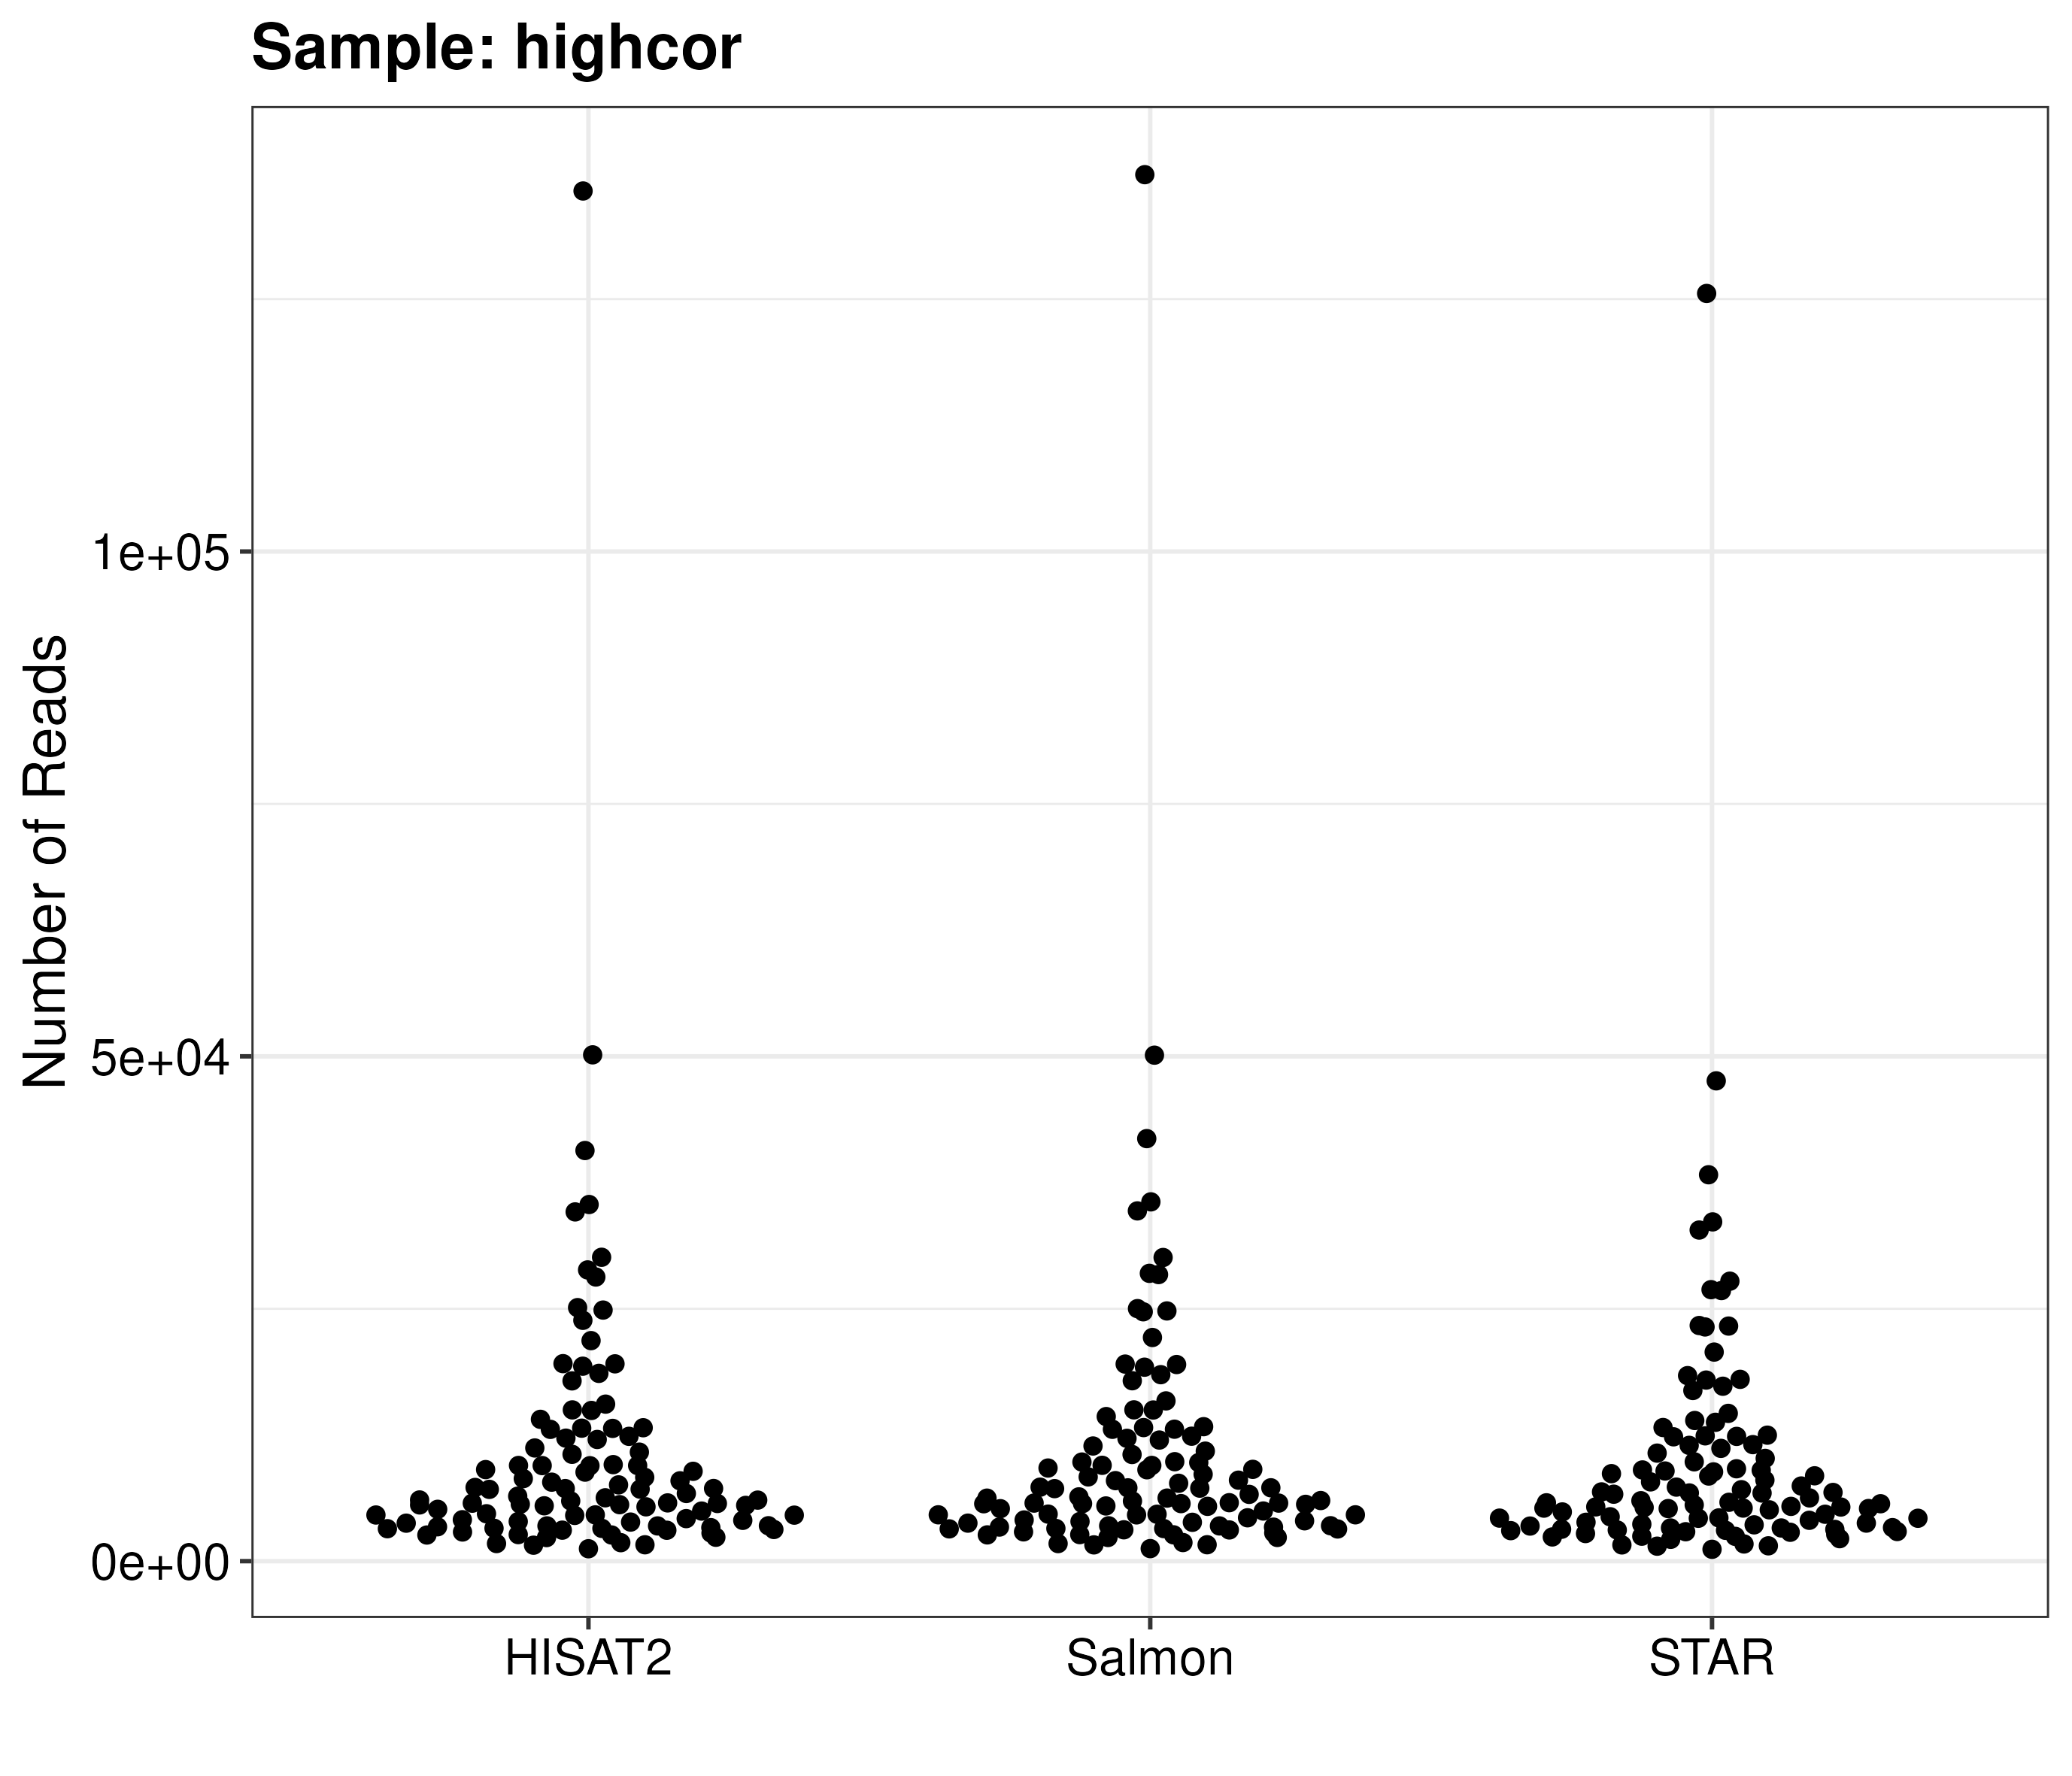 Sample: highcor
Number of Reads
1e+05
5e+04
0e+00
HISAT2
Salmon
STAR